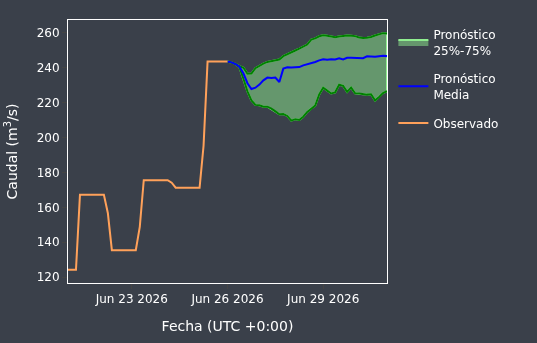 260
240
220
200
180
160
140
120
Caudal (m³/s)
Jun 23 2026
Jun 26 2026
Jun 29 2026
Fecha (UTC +0:00)
Pronóstico
25%-75%
Pronóstico
Media
Observado